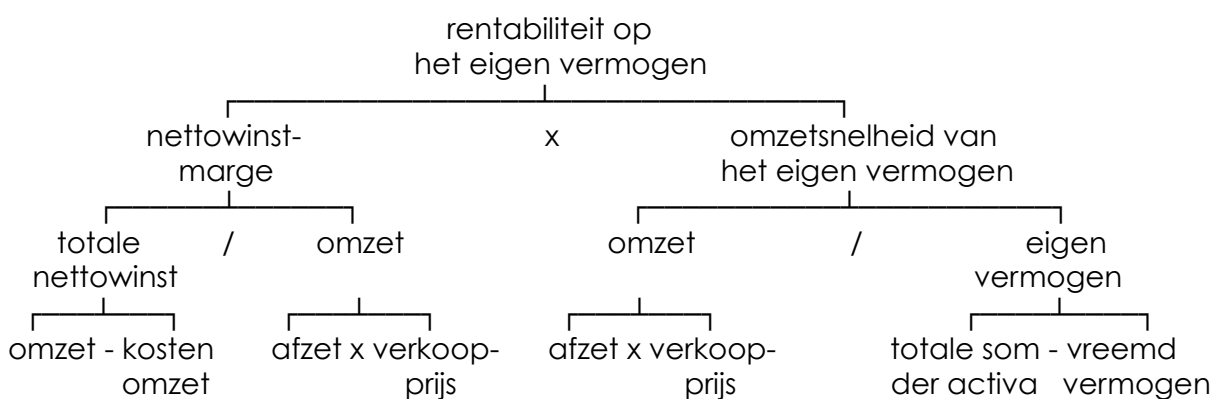 rentabiliteit op
het eigen vermogen
nettowinst-
marge
x
omzetsnelheid van
het eigen vermogen
totale
nettowinst
/
omzet
omzet
/
eigen
vermogen
omzet - kosten
omzet
afzet x verkoop-
prijs
afzet x verkoop-
prijs
totale som - vreemd
der activa vermogen